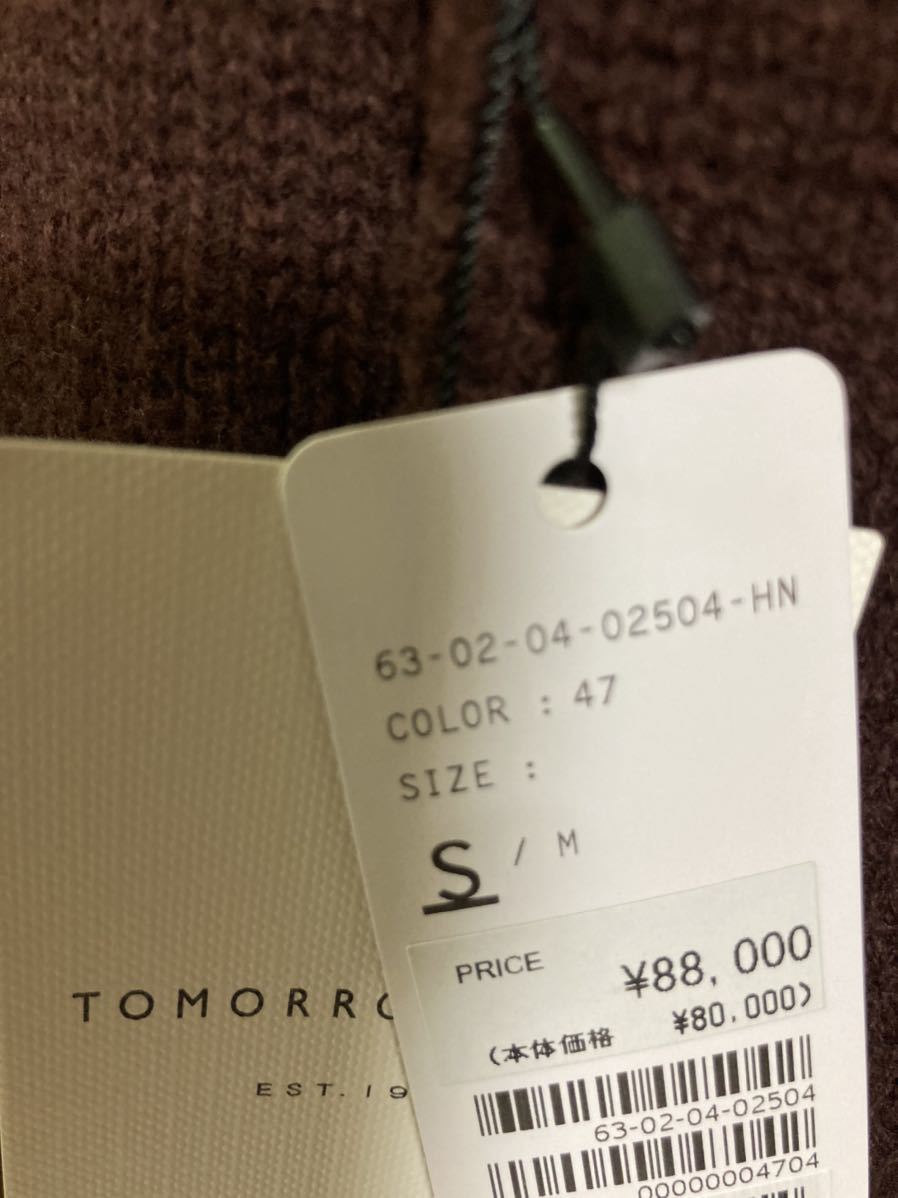 63-02-04-02504-HN
COLOR : 47
SIZE :
S / M
PRICE ¥88,000
(本体価格 ¥80,000)
63-02-04-02504
00000004704
TOMORRO
EST. 19